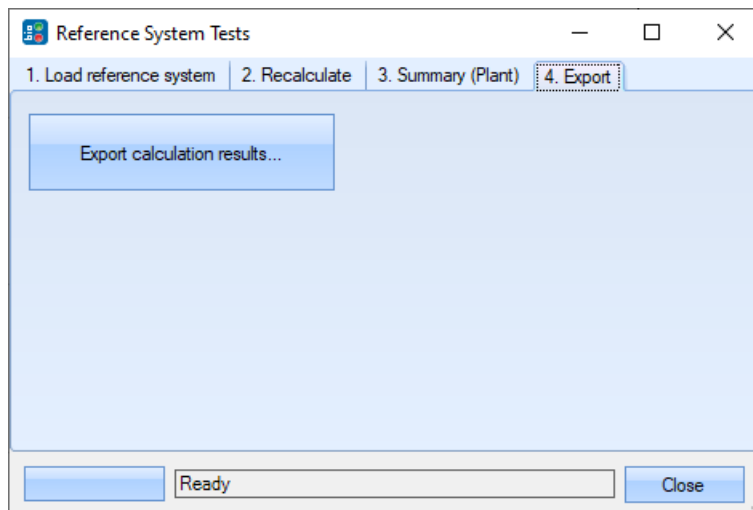 Reference System Tests
1. Load reference system 2. Recalculate 3. Summary (Plant) 4. Export
Export calculation results...
Ready Close